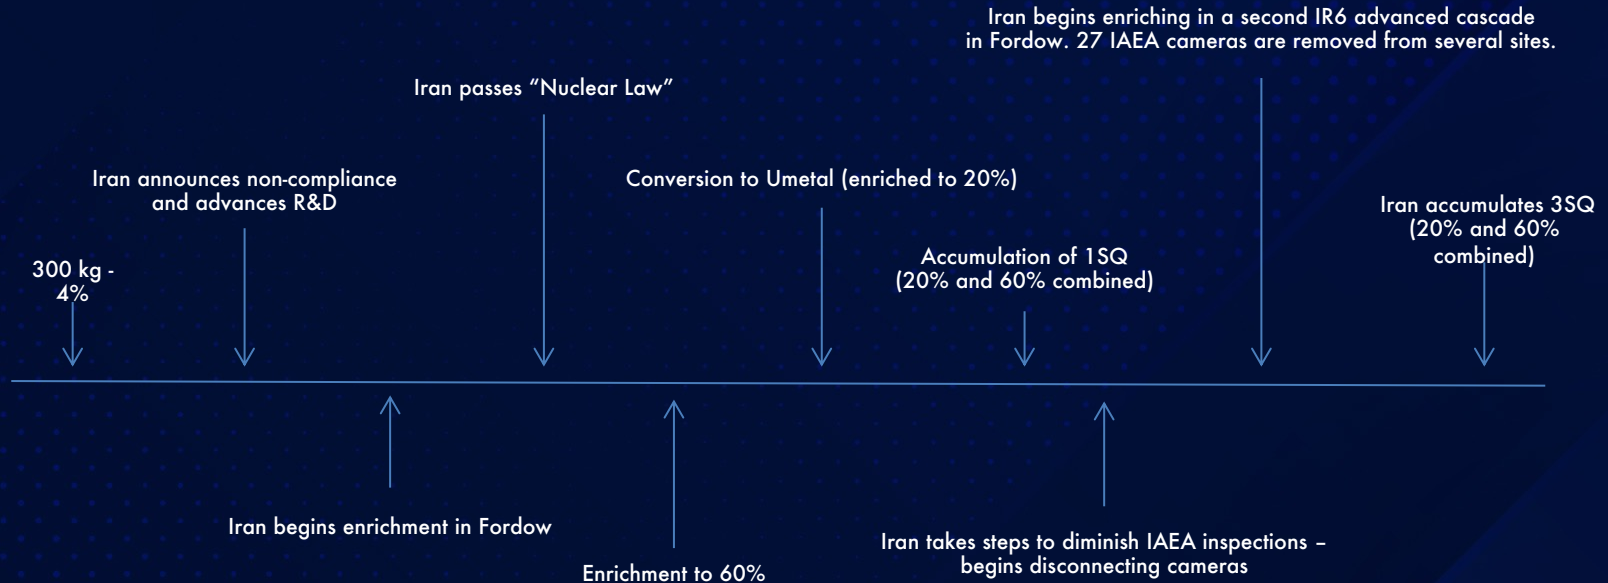 Iran begins enriching in a second IR6 advanced cascade
in Fordow. 27 IAEA cameras are removed from several sites.
Iran passes “Nuclear Law”
Iran announces non-compliance
and advances R&D
Conversion to Umetal (enriched to 20%)
Iran accumulates 3SQ
(20% and 60%
combined)
Accumulation of 1SQ
(20% and 60% combined)
300 kg -
4%
Iran begins enrichment in Fordow
Iran takes steps to diminish IAEA inspections –
begins disconnecting cameras
Enrichment to 60%